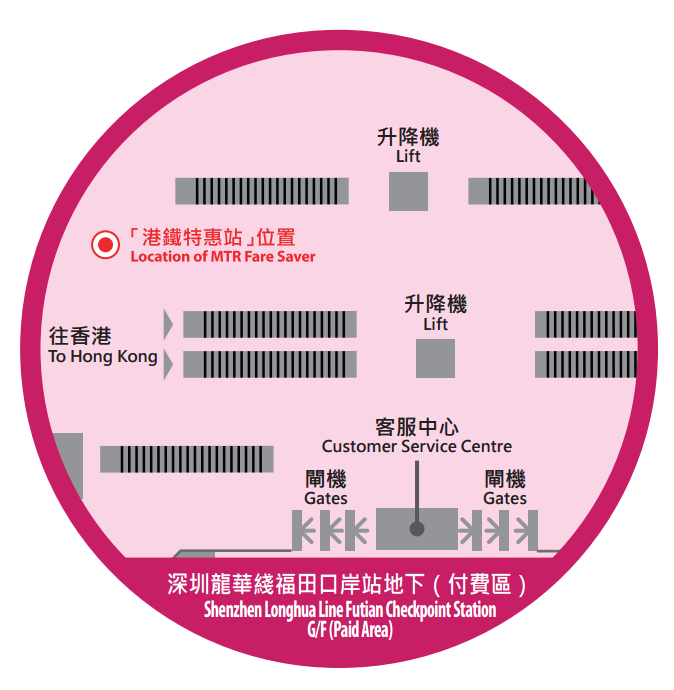 升降機
Lift
「港鐵特惠站」位置
Location of MTR Fare Saver
升降機
Lift
往香港
To Hong Kong
客服中心
Customer Service Centre
閘機
Gates
閘機
Gates
深圳龍華綫福田口岸站地下（付費區）
Shenzhen Longhua Line Futian Checkpoint Station
G/F (Paid Area)